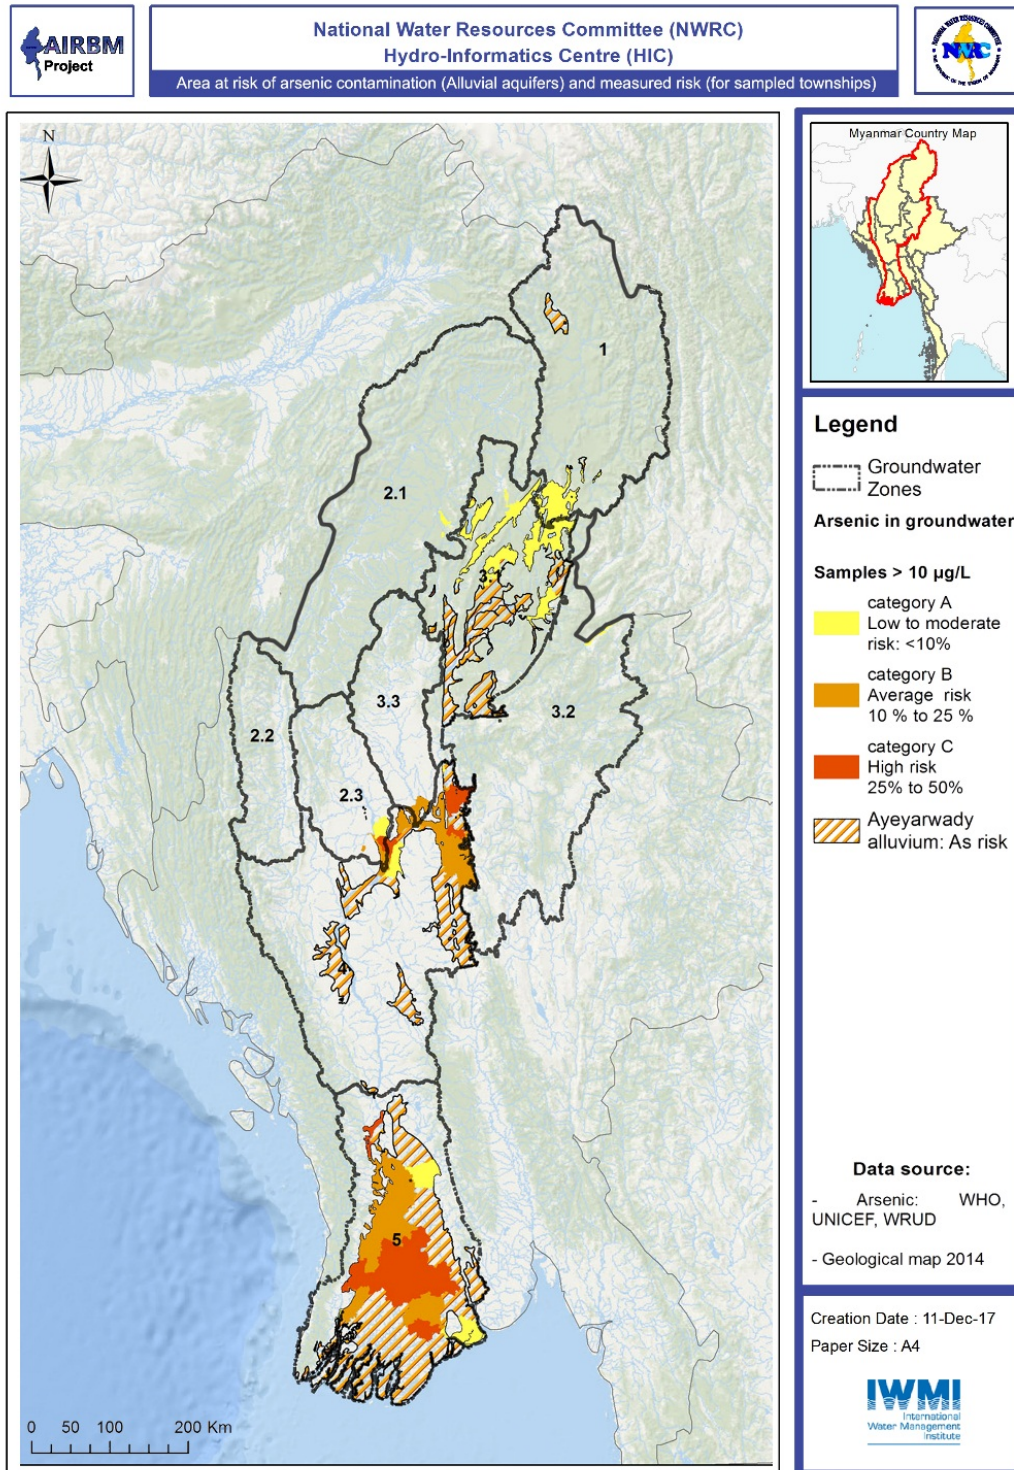 AIRBM
Project
National Water Resources Committee (NWRC)
Hydro-Informatics Centre (HIC)
Area at risk of arsenic contamination (Alluvial aquifers) and measured risk (for sampled townships)
NWRC
N
1
2.1
3.1
3.3
3.2
2.2
2.3
4
5
0 50 100 200 Km
Myanmar Country Map
Legend
Groundwater
Zones
Arsenic in groundwater
Samples > 10 µg/L
category A
Low to moderate
risk: <10%
category B
Average risk
10 % to 25 %
category C
High risk
25% to 50%
Ayeyarwady
alluvium: As risk
Data source:
- Arsenic: WHO,
UNICEF, WRUD
- Geological map 2014
Creation Date : 11-Dec-17
Paper Size : A4
IWMI
International
Water Management
Institute